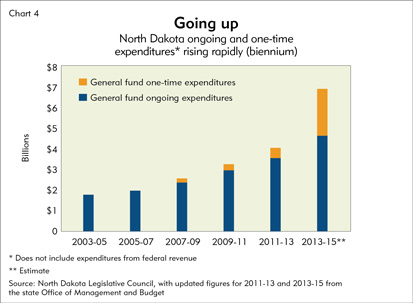 Chart 4
Going up
North Dakota ongoing and one-time
expenditures* rising rapidly (biennium)
$8
$7
$6
$5
$4
$3
$2
$1
0
Billions
General fund one-time expenditures
General fund ongoing expenditures
2003-05 2005-07 2007-09 2009-11 2011-13 2013-15**
* Does not include expenditures from federal revenue
** Estimate
Source: North Dakota Legislative Council, with updated figures for 2011-13 and 2013-15 from
the state Office of Management and Budget